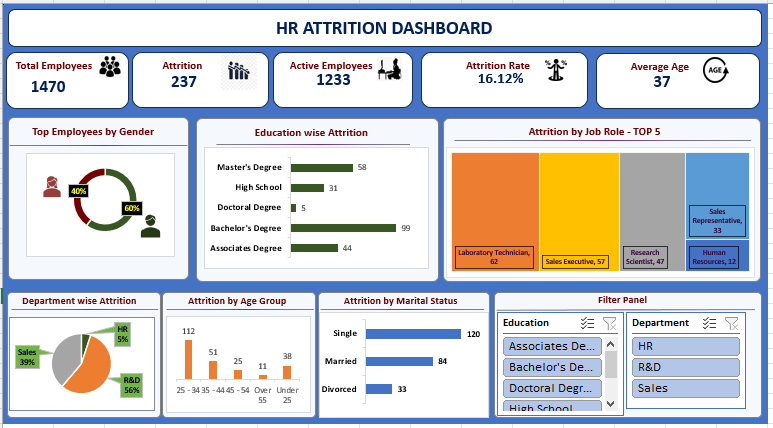 HR ATTRITION DASHBOARD
Total Employees
1470
Attrition
237
Active Employees
1233
Attrition Rate
16.12%
Average Age
37
AGE
Top Employees by Gender
40%
60%
Education wise Attrition
Master's Degree 58
High School 31
Doctoral Degree 5
Bachelor's Degree 99
Associates Degree 44
Attrition by Job Role - TOP 5
Laboratory Technician,
62
Sales Executive, 57
Research
Scientist, 47
Sales
Representative,
33
Human
Resources, 12
Department wise Attrition
HR
5%
Sales
39%
R&D
56%
Attrition by Age Group
112
51
25
11
38
25 - 34
35 - 44
45 - 54
Over
55
Under
25
Attrition by Marital Status
Single 120
Married 84
Divorced 33
Filter Panel
Education
Associates De...
Bachelor's De...
Doctoral Degr...
High School
Department
HR
R&D
Sales